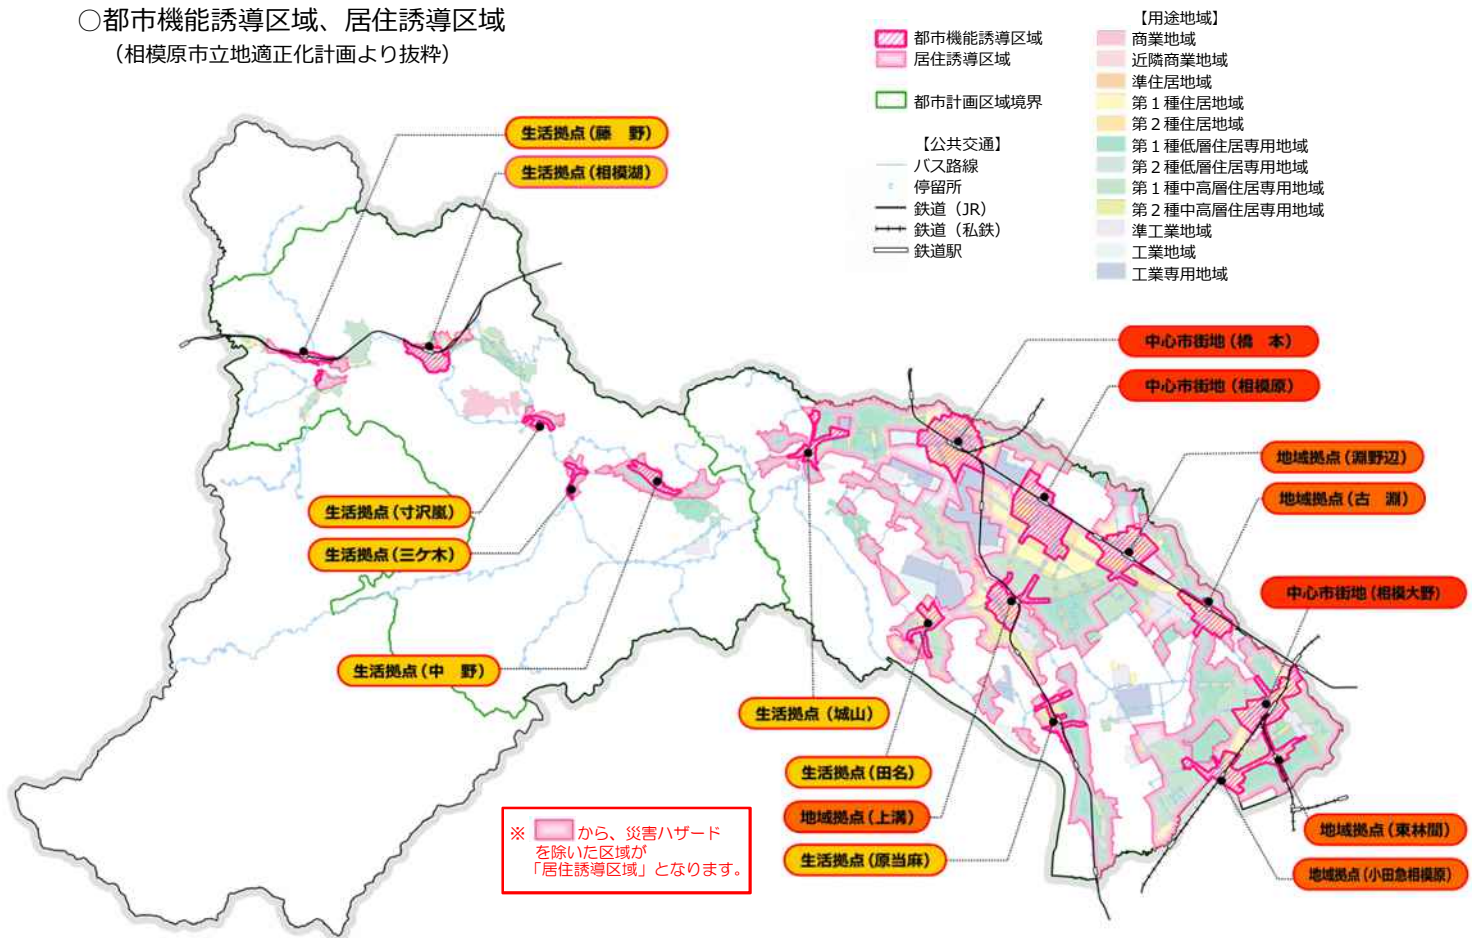 ○都市機能誘導区域、居住誘導区域
（相模原市立地適正化計画より抜粋）
都市機能誘導区域
居住誘導区域
都市計画区域境界
【公共交通】
バス路線
停留所
鉄道（JR）
鉄道（私鉄）
鉄道駅
【用途地域】
商業地域
近隣商業地域
準住居地域
第１種住居地域
第２種住居地域
第１種低層住居専用地域
第２種低層住居専用地域
第１種中高層住居専用地域
第２種中高層住居専用地域
準工業地域
工業地域
工業専用地域
生活拠点(藤　野)
生活拠点(相模湖)
中心市街地(橋　本)
中心市街地(相模原)
地域拠点(淵野辺)
地域拠点(古　淵)
生活拠点(寸沢嵐)
生活拠点(三ケ木)
中心市街地(相模大野)
生活拠点(中　野)
生活拠点(城山)
生活拠点(田名)
地域拠点(上溝)
生活拠点(原当麻)
地域拠点(東林間)
地域拠点(小田急相模原)
※　から、災害ハザード
を除いた区域が
「居住誘導区域」となります。